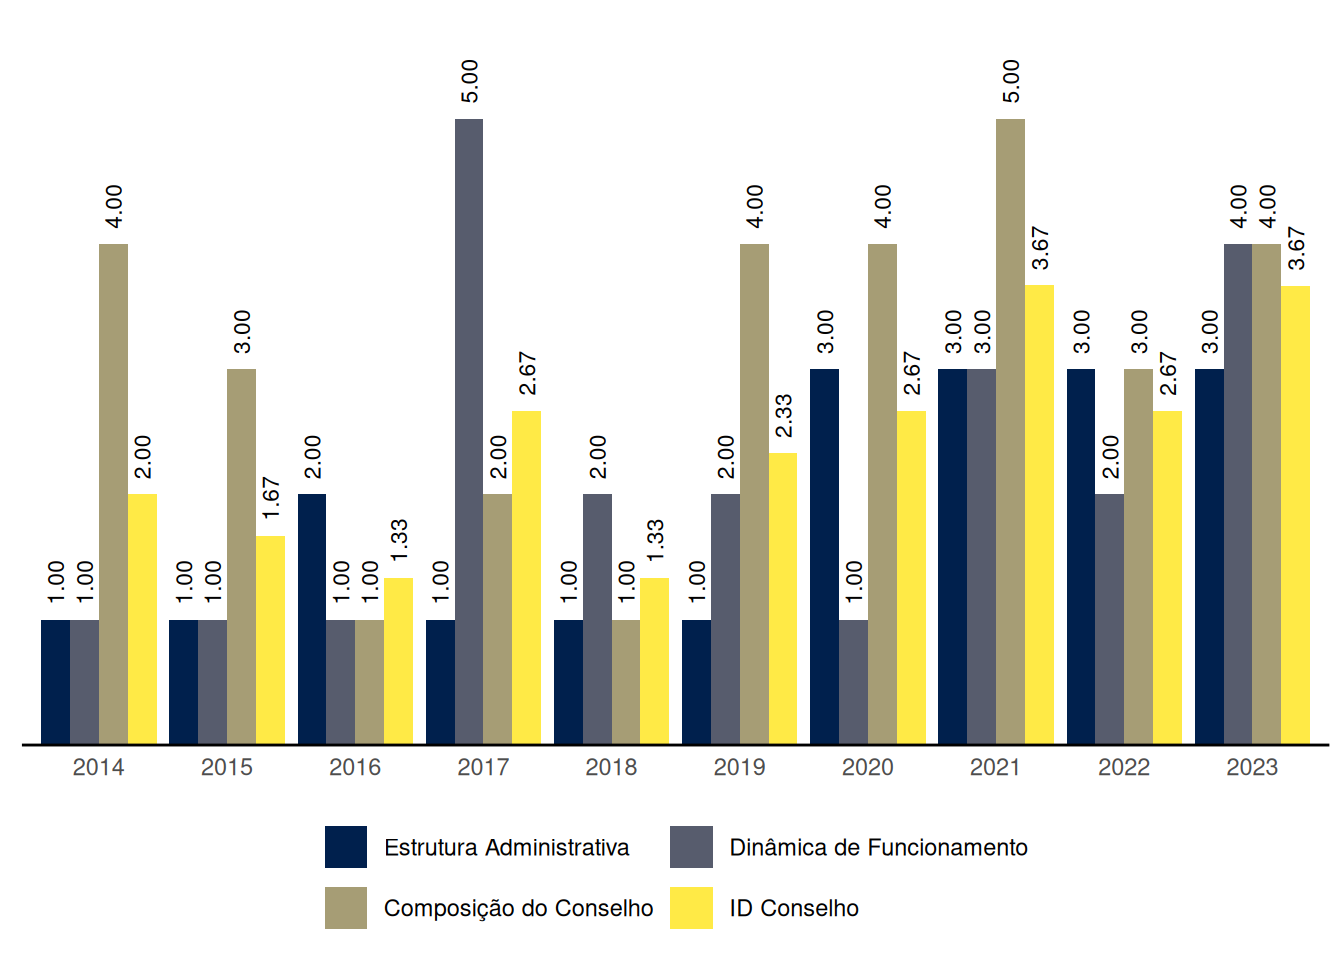 1.00 1.00 4.00 2.00
1.00 1.00 3.00 1.67
2.00 1.00 1.00 1.33
1.00 5.00 2.00 2.67
1.00 2.00 1.00 1.33
1.00 2.00 4.00 2.33
3.00 1.00 4.00 2.67
3.00 3.00 5.00 3.67
3.00 2.00 3.00 2.67
3.00 4.00 4.00 3.67
2014 2015 2016 2017 2018 2019 2020 2021 2022 2023
Estrutura Administrativa Dinâmica de Funcionamento
Composição do Conselho ID Conselho